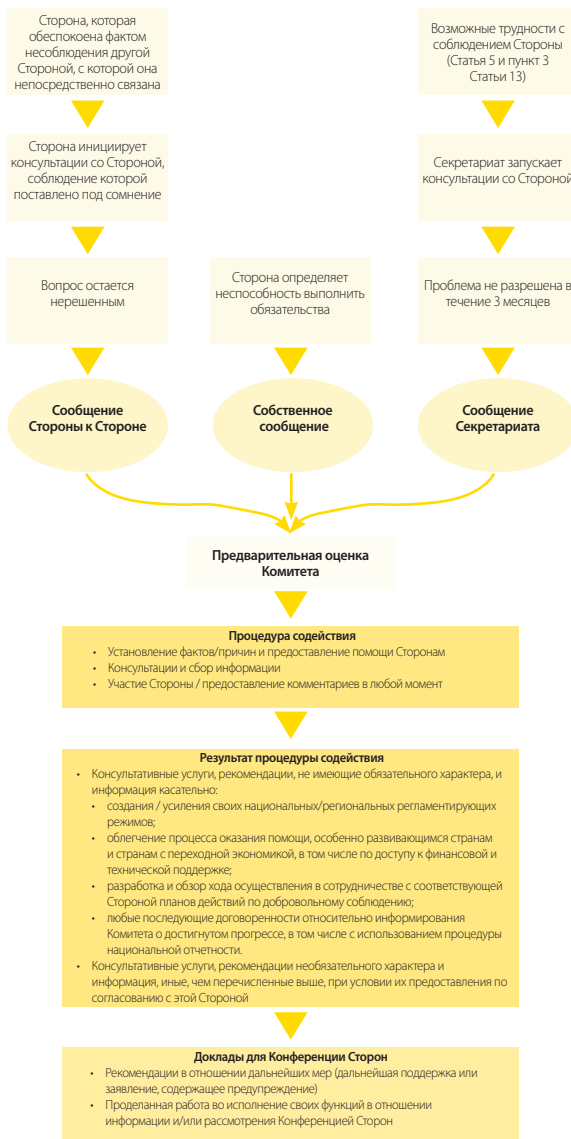 Сторона, которая
обеспокоена фактом
несоблюдения другой
Стороной, с которой она
непосредственно связана
Сторона инициирует
консультации со Стороной,
соблюдение которой
поставлено под сомнение
Вопрос остается
нерешенным
Сообщение
Стороны к Стороне
Сторона определяет
неспособность выполнить
обязательства
Собственное
сообщение
Возможные трудности с
соблюдением Стороны
(Статья 5 и пункт 3
Статьи 13)
Секретариат запускает
консультации со Стороной
Проблема не разрешена в
течение 3 месяцев
Сообщение
Секретариата
Предварительная оценка
Комитета
Процедура содействия
• Установление фактов/причин и предоставление помощи Сторонам
• Консультации и сбор информации
• Участие Стороны / предоставление комментариев в любой момент
Результат процедуры содействия
• Консультативные услуги, рекомендации, не имеющие обязательного характера, и
информация касательно:
• создания / усиления своих национальных/региональных регламентирующих
режимов;
• облегчение процесса оказания помощи, особенно развивающимся странам
и странам с переходной экономикой, в том числе по доступу к финансовой и
технической поддержке;
• разработка и обзор хода осуществления в сотрудничестве с соответствующей
Стороной планов действий по добровольному соблюдению;
• любые последующие договоренности относительно информирования
Комитета о достигнутом прогрессе, в том числе с использованием процедуры
национальной отчетности.
• Консультативные услуги, рекомендации необязательного характера и
информация, иные, чем перечисленные выше, при условии их предоставления по
согласованию с этой Стороной
Доклады для Конференции Сторон
• Рекомендации в отношении дальнейших мер (дальнейшая поддержка или
заявление, содержащее предупреждение)
• Проделанная работа во исполнение своих функций в отношении
информации и/или рассмотрения Конференцией Сторон